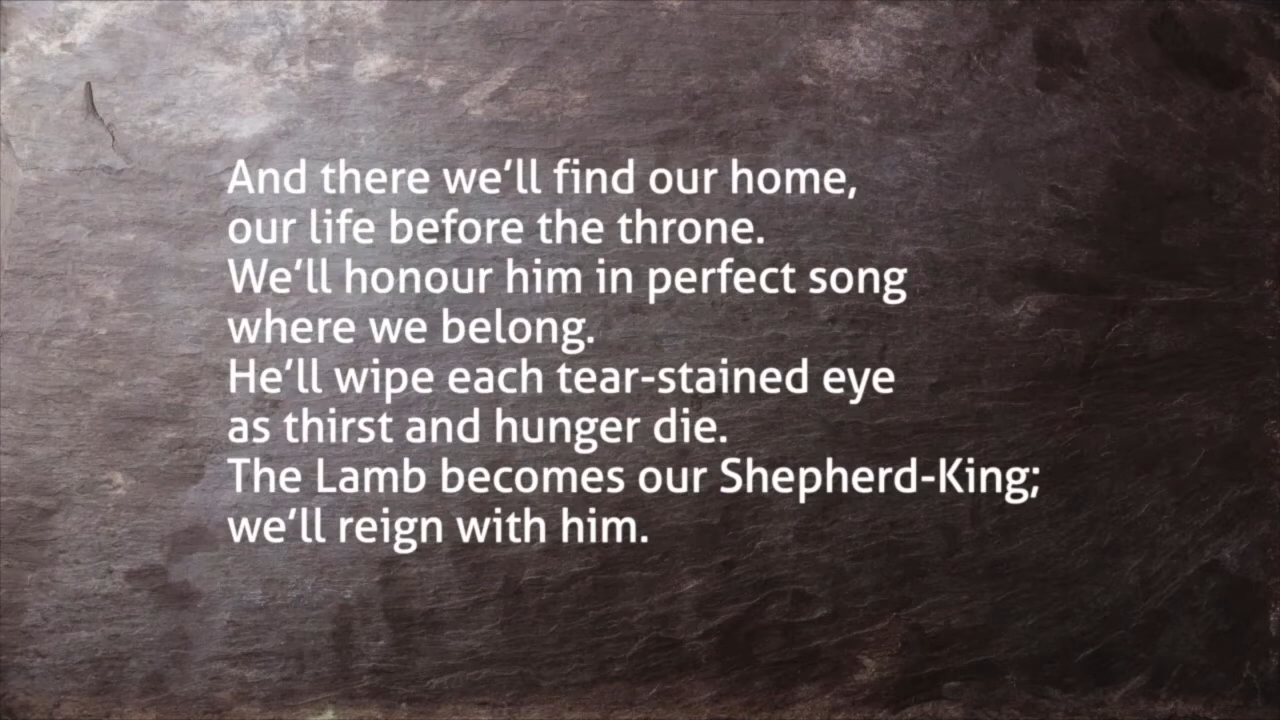 And there we’ll find our home,
our life before the throne.
We’ll honour him in perfect song
where we belong.
He’ll wipe each tear-stained eye
as thirst and hunger die.
The Lamb becomes our Shepherd-King;
we’ll reign with him.